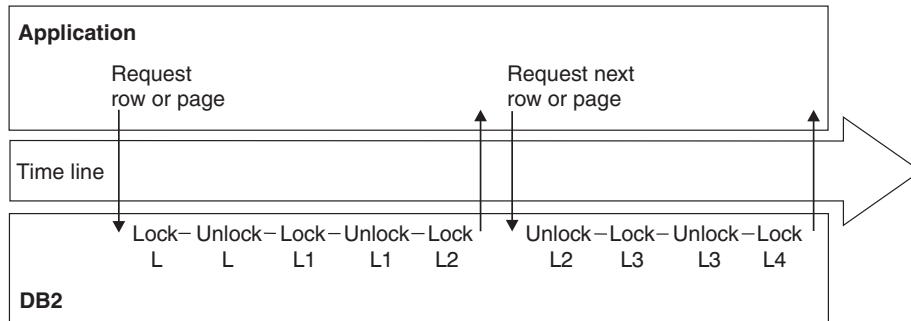 Application
Request
row or page
Request next
row or page
Time line
Lock– Unlock–Lock–Unlock–Lock
L L L1 L1 L2
Unlock–Lock–Unlock–Lock
L2 L3 L3 L4
DB2